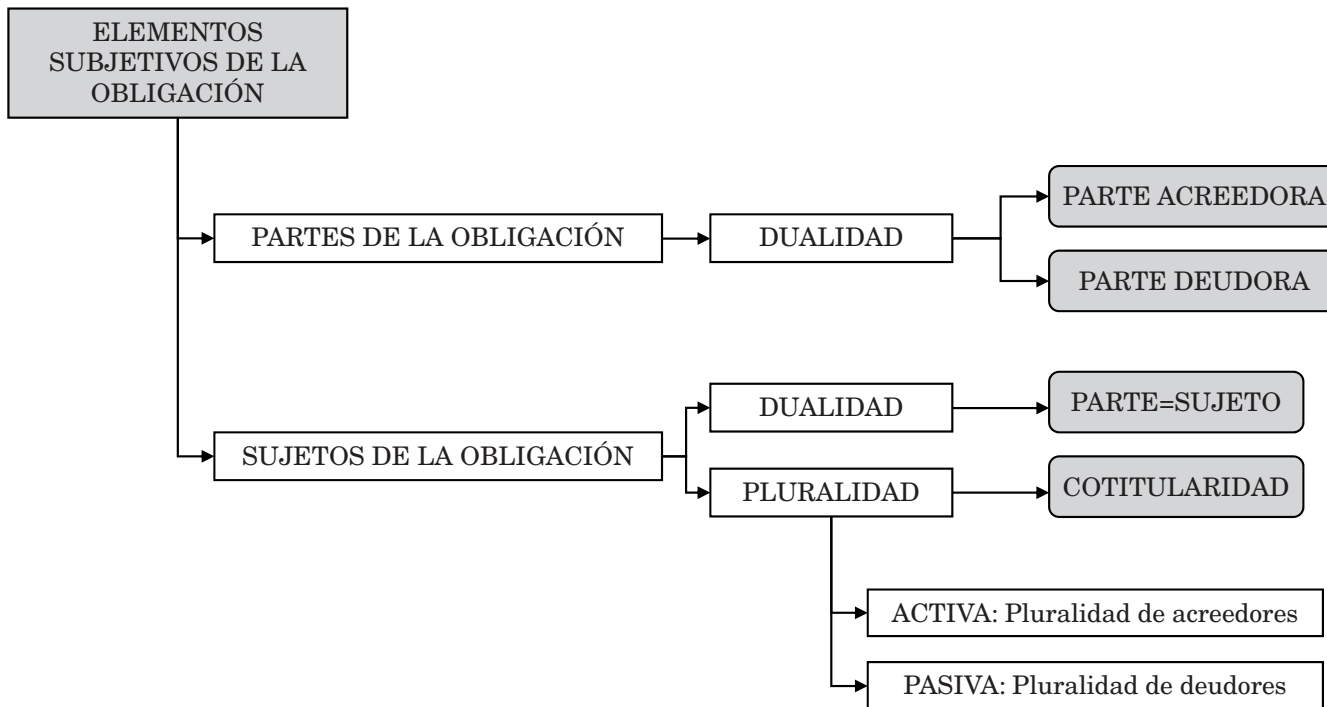 ELEMENTOS
SUBJETIVOS DE LA
OBLIGACIÓN
PARTES DE LA OBLIGACIÓN
DUALIDAD
PARTE ACREEDORA
PARTE DEUDORA
SUJETOS DE LA OBLIGACIÓN
DUALIDAD
PARTE=SUJETO
PLURALIDAD
COTITULARIDAD
ACTIVA: Pluralidad de acreedores
PASIVA: Pluralidad de deudores